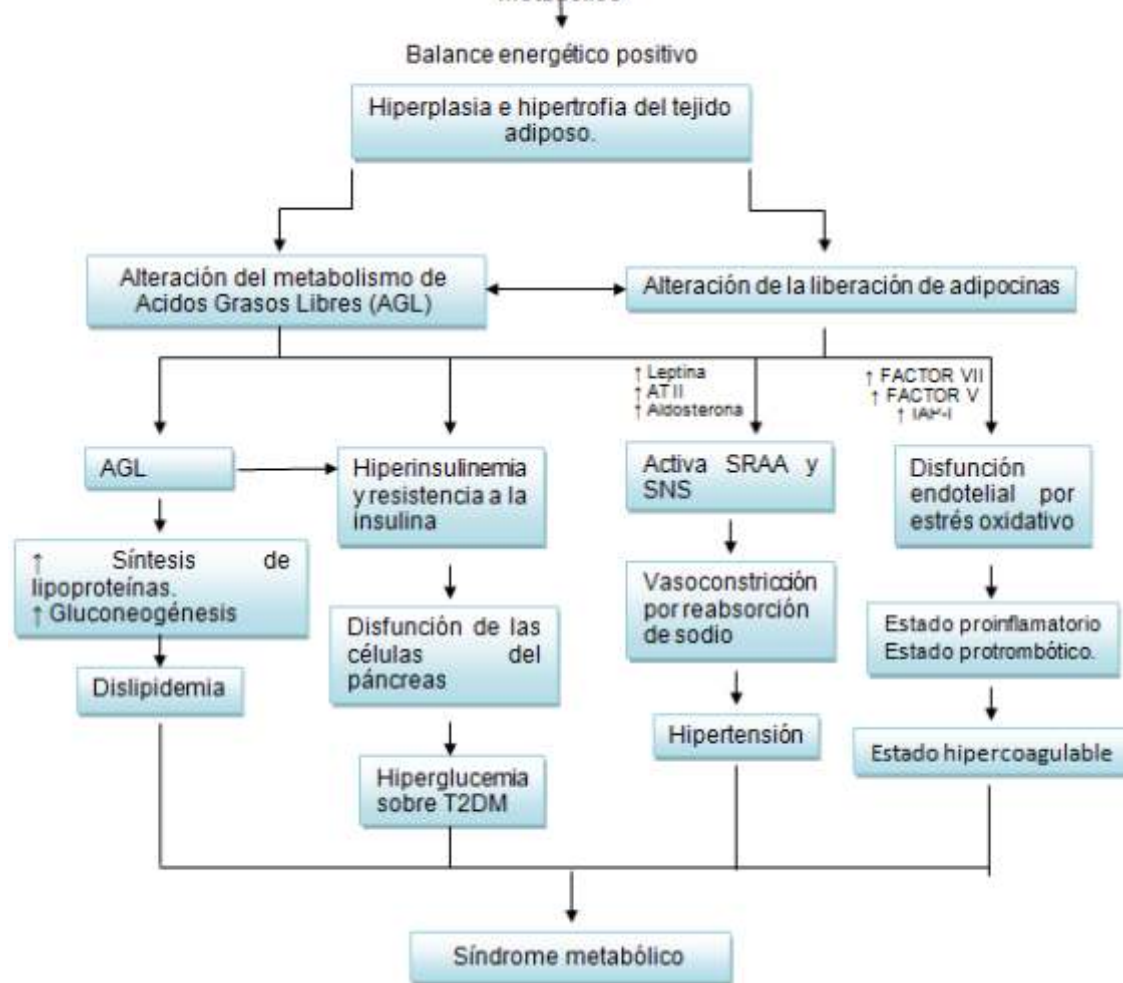 Balance energético positivo
Hiperplasia e hipertrofia del tejido
adiposo.
Alteración del metabolismo de
Acidos Grasos Libres (AGL)
Alteración de la liberación de adipocinas
↑ Leptina
↑ AT II
↑ Aldosterona
↑ FACTOR VII
↑ FACTOR V
↑ IAP-I
AGL
Hiperinsulinemia
y resistencia a la
insulina
Activa SRAA y
SNS
Disfunción
endotelial por
estrés oxidativo
↑ Síntesis de
lipoproteínas.
↑ Gluconeogénesis
Disfunción de las
células del
páncreas
Vasoconstricción
por reabsorción
de sodio
Estado proinflamatorio
Estado protrombótico.
Dislipidemia
Hipertensión
Estado hipercoagulable
Hiperglucemia
sobre T2DM
Síndrome metabólico